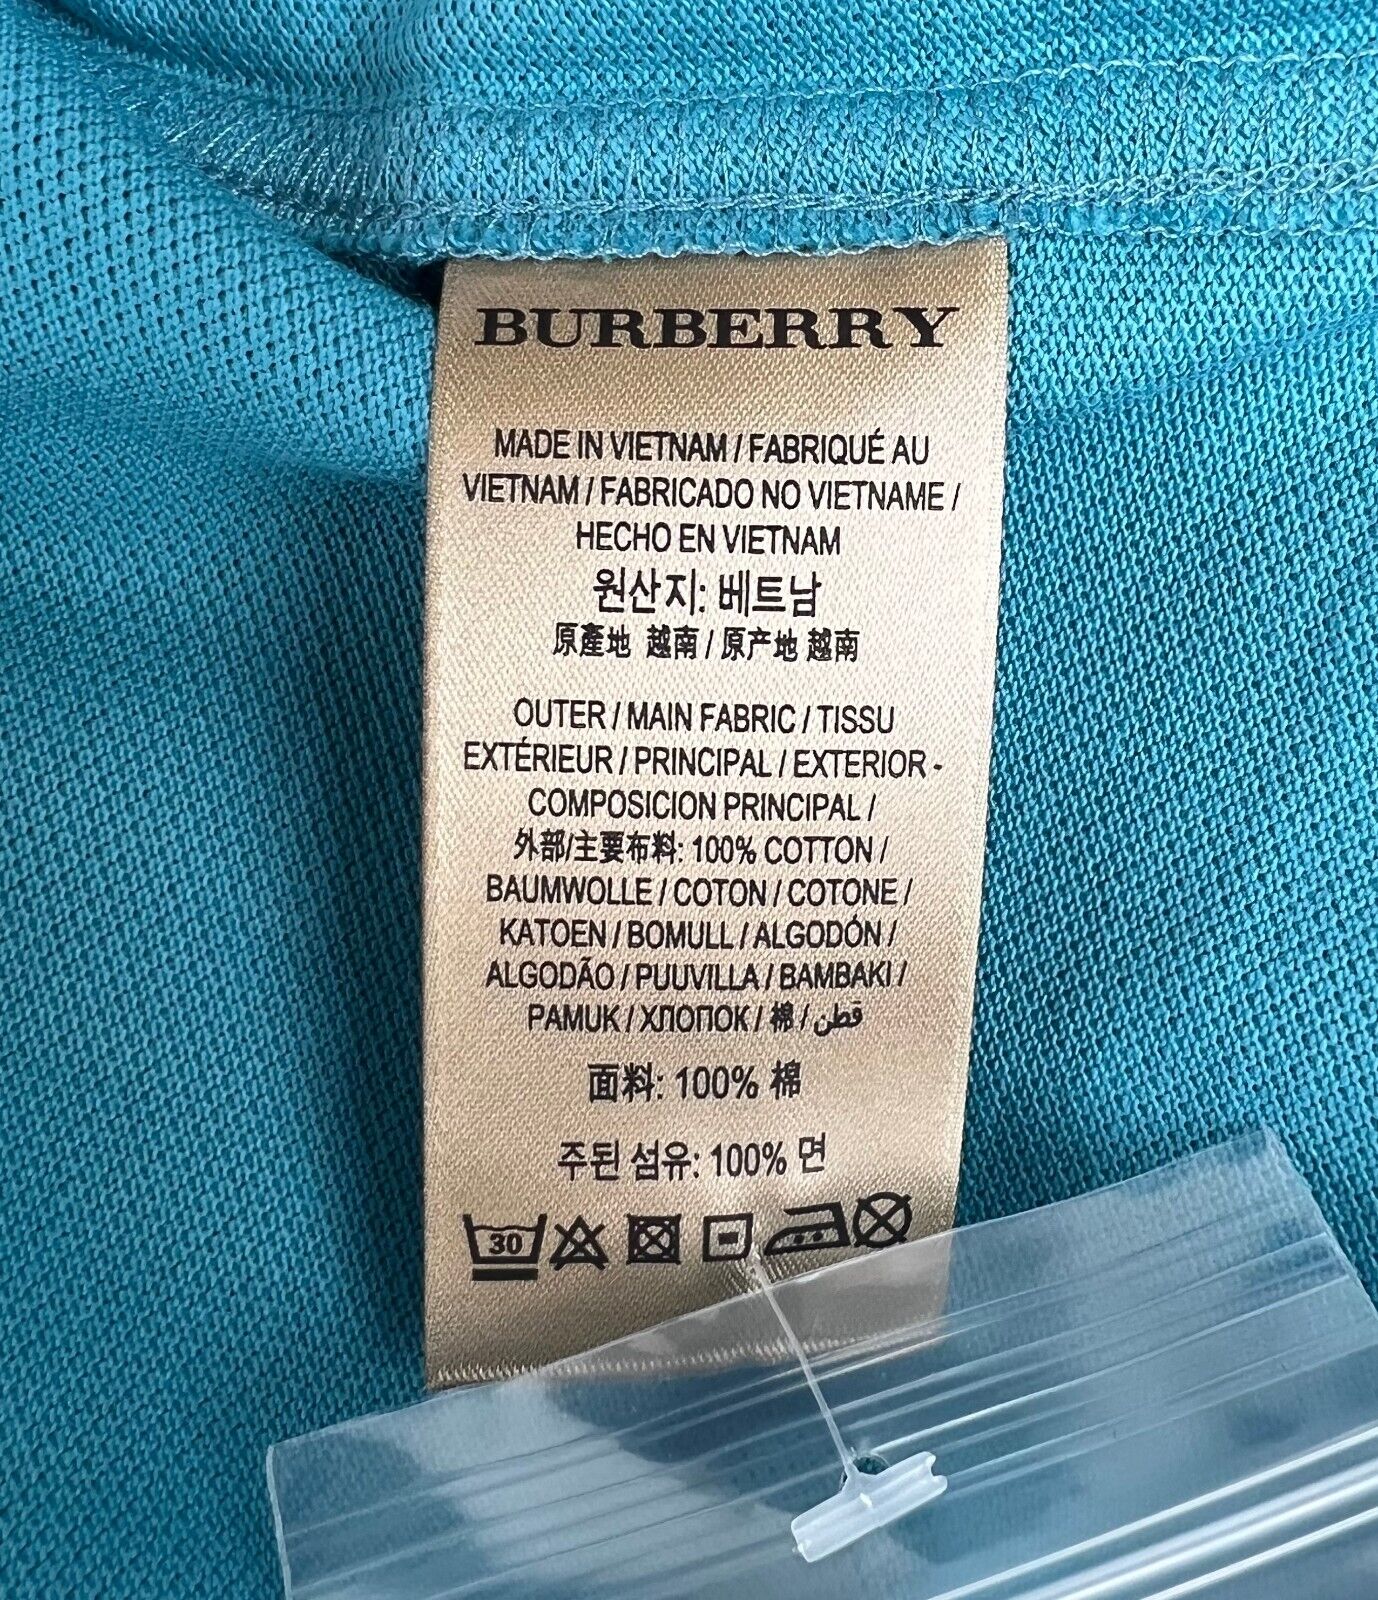 BURBERRY
MADE IN VIETNAM / FABRIQUÉ AU
VIETNAM / FABRICADO NO VIETNAME /
HECHO EN VIETNAM
원산지: 베트남
原產地 越南 / 原产地 越南
OUTER / MAIN FABRIC / TISSU
EXTÉRIEUR / PRINCIPAL / EXTERIOR -
COMPOSICION PRINCIPAL /
外部/主要布料: 100% COTTON /
BAUMWOLLE / COTON / COTONE /
KATOEN / BOMULL / ALGODÓN /
ALGODÃO / PUUVILLA / BAMBAKI /
PAMUK / ХЛОПОК / 棉 / قطن
面料: 100% 棉
주된 섬유: 100% 면
30